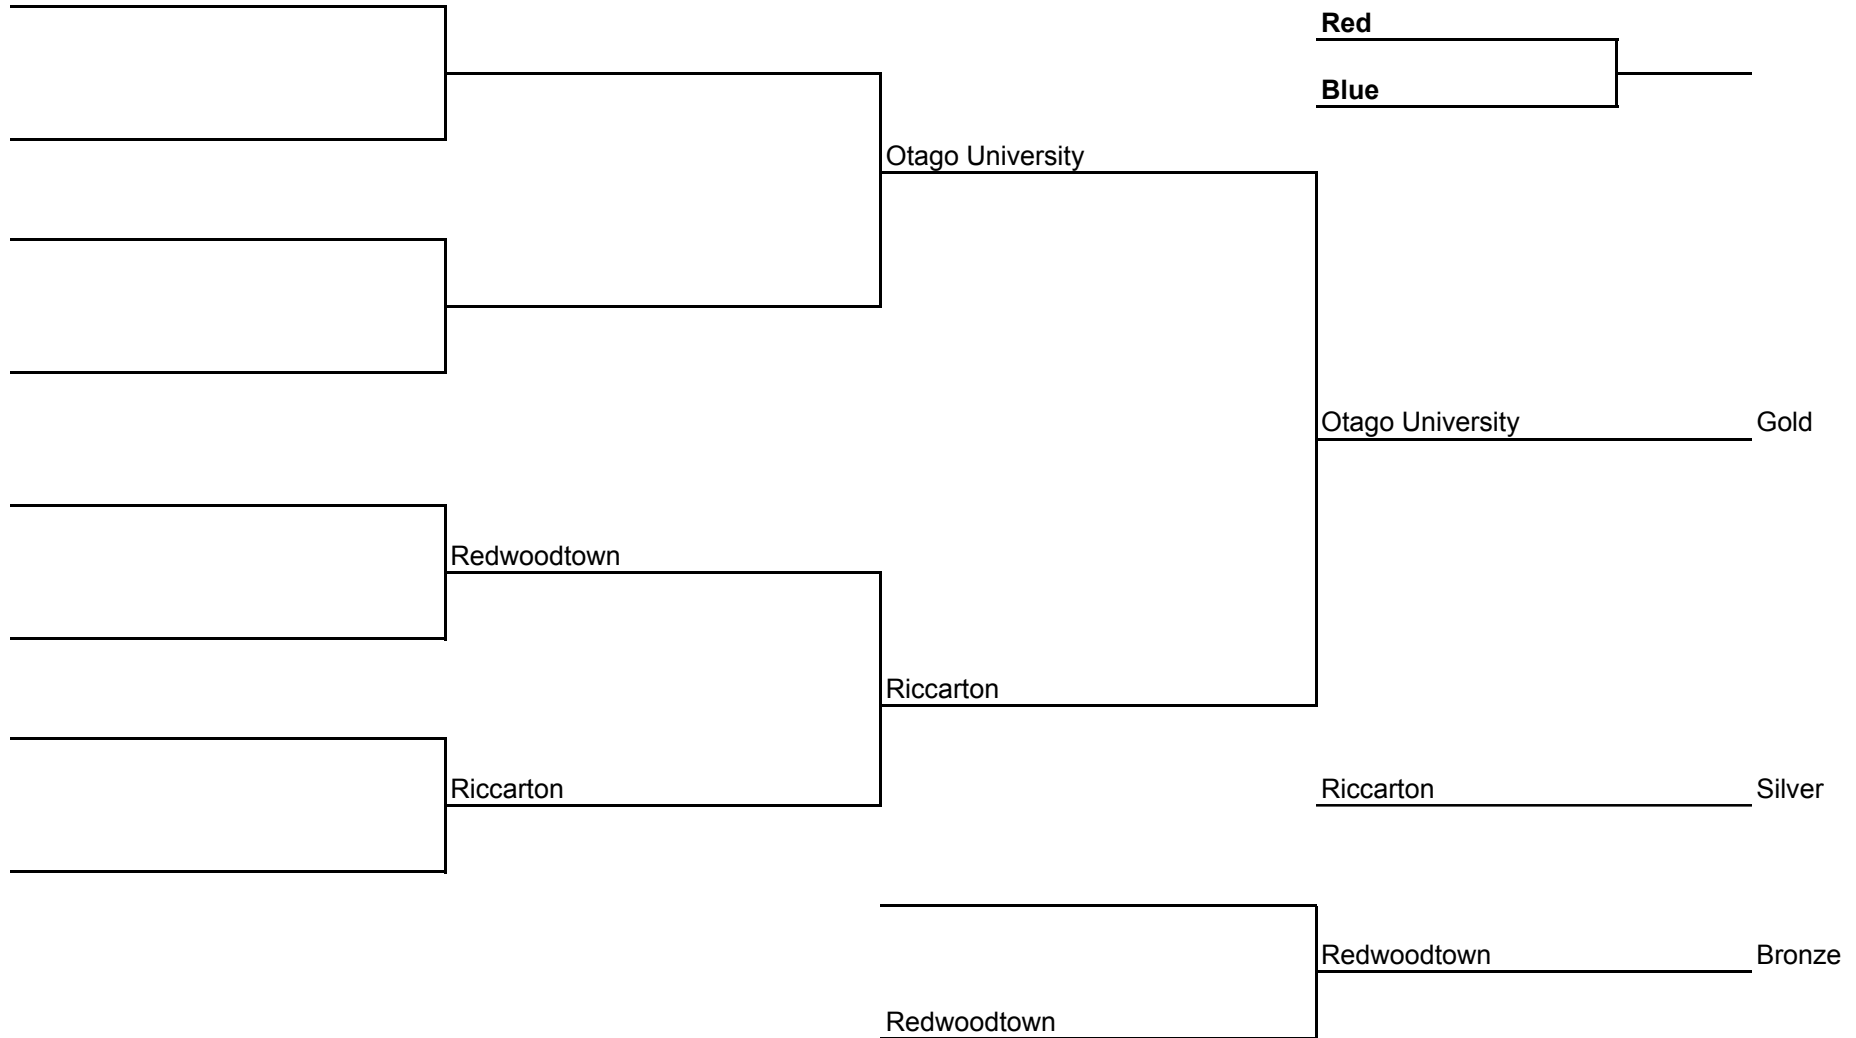 Red
Blue
Otago University
Otago University Gold
Redwoodtown
Riccarton
Riccarton
Riccarton Silver
Redwoodtown Bronze
Redwoodtown